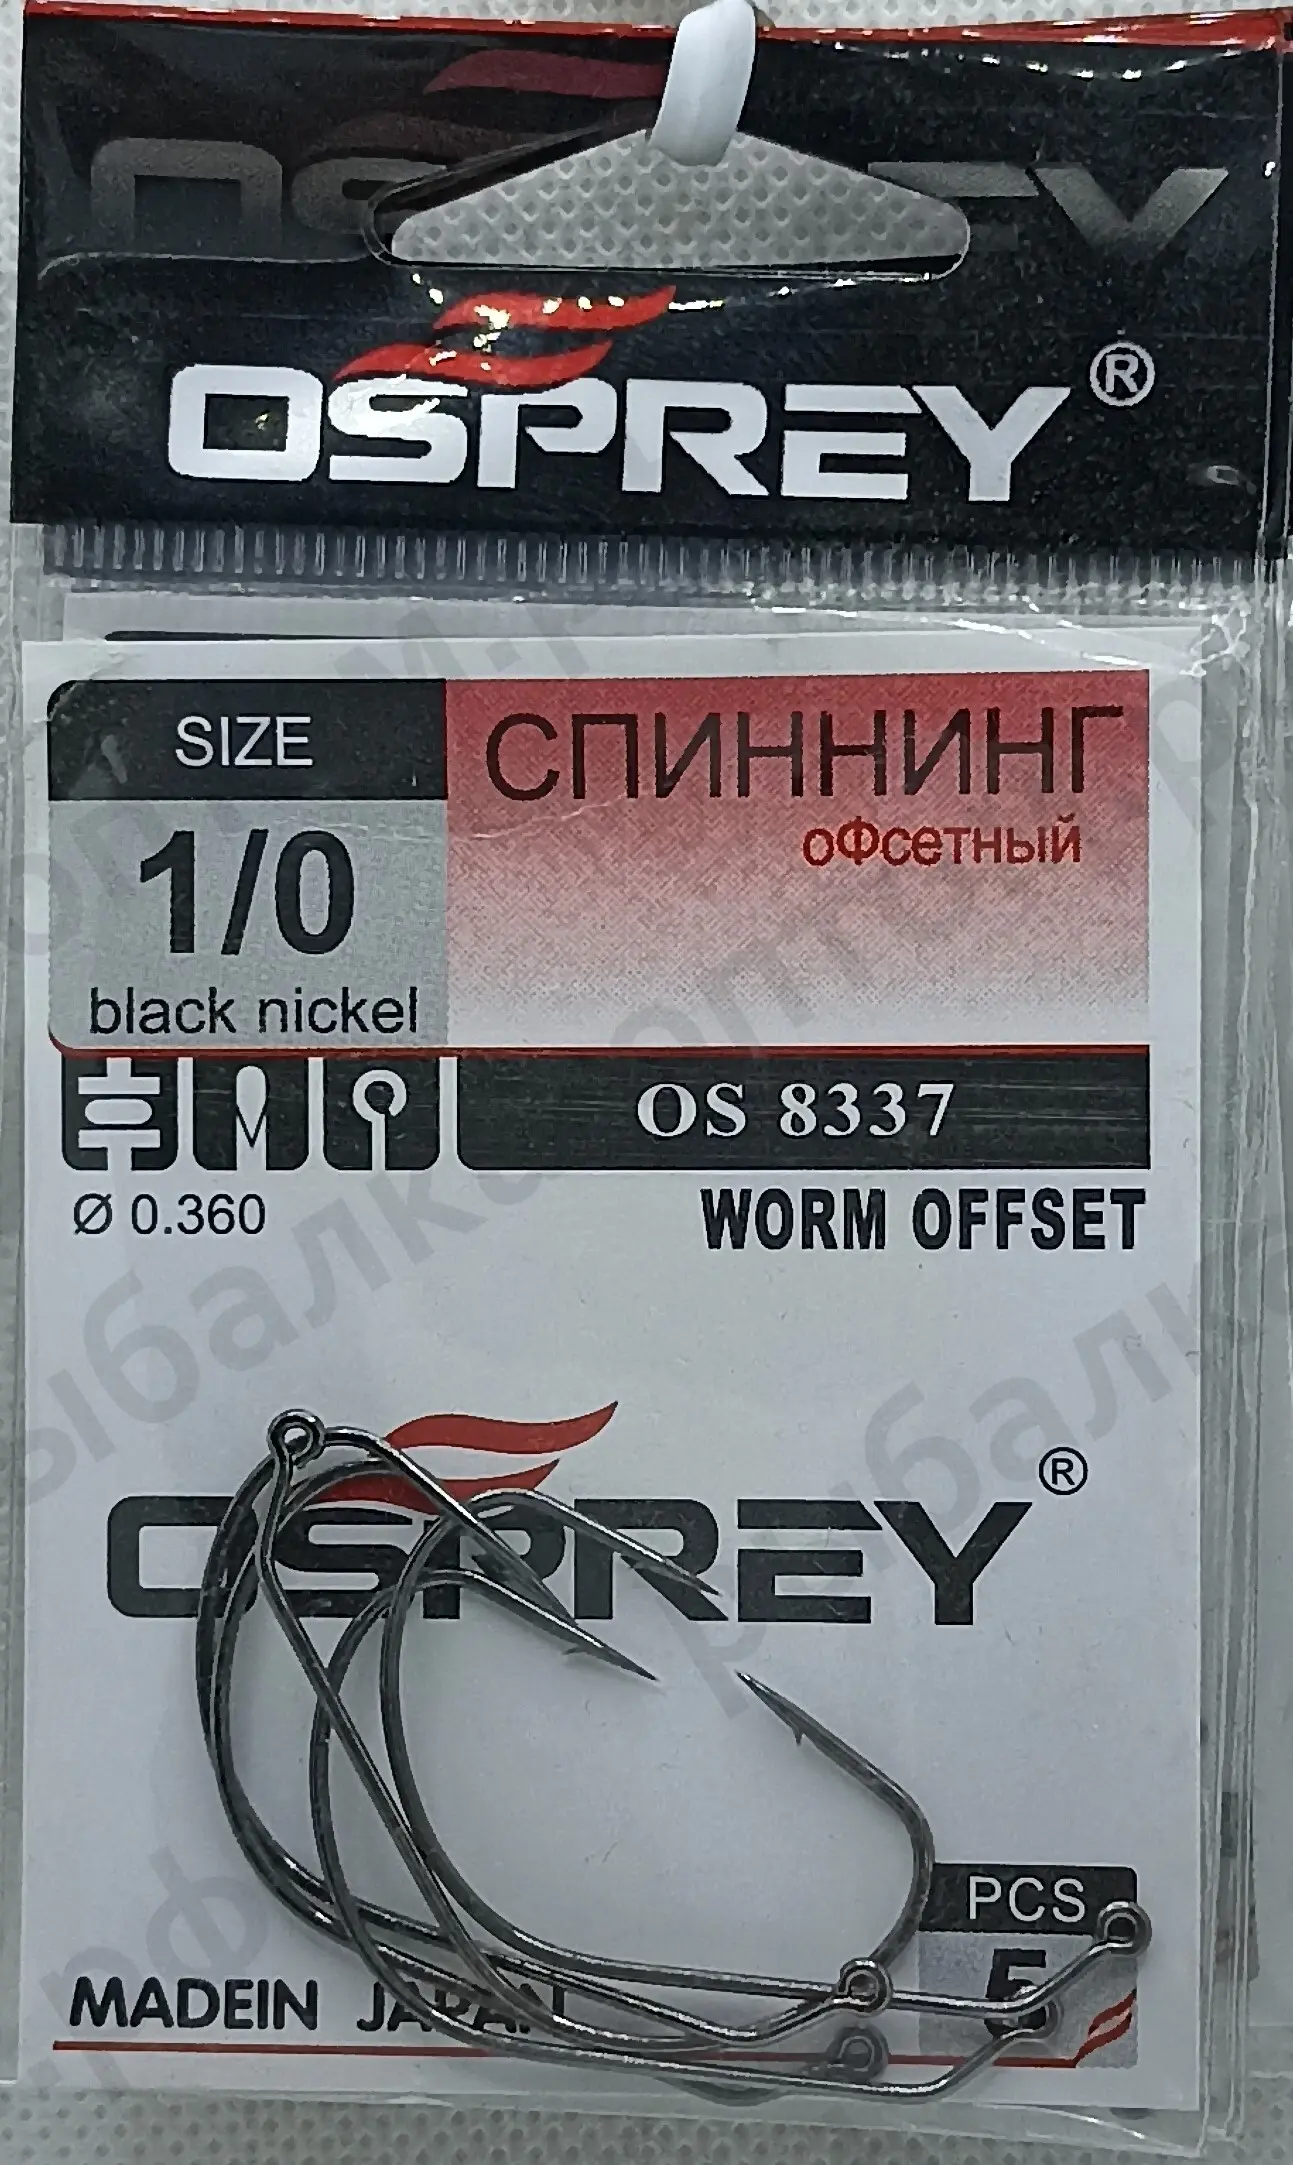 OSPREY®
SIZE
1/0
black nickel
СПИННИНГ
оФсетный
OS 8337
Ø 0.360
WORM OFFSET
OSPREY®
PCS
5
MADEIN JAPAN